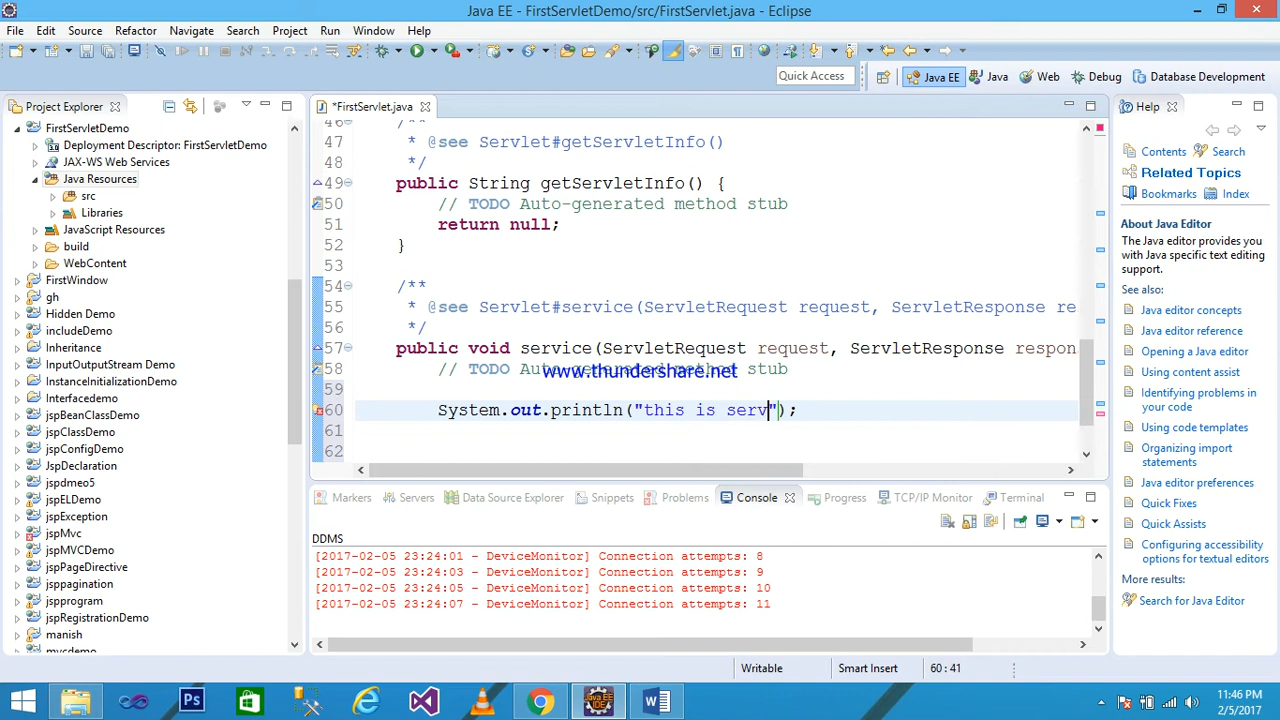 Java EE - FirstServletDemo/src/FirstServlet.java - Eclipse
File Edit Source Refactor Navigate Search Project Run Window Help
Quick Access
Java EE Java Web Debug Database Development
Project Explorer
FirstServletDemo
Deployment Descriptor: FirstServletDemo
JAX-WS Web Services
Java Resources
src
Libraries
JavaScript Resources
build
WebContent
FirstWindow
gh
Hidden Demo
includeDemo
Inheritance
InputOutputStream Demo
InstanceInitializationDemo
Interface
jspBeanClassDemo
jspClassDemo
jspConfigDemo
JspDeclaration
jspdmeo5
jspELDemo
jspException
jspMvc
jspMVCDemo
jspPageDirective
jsppagination
jspprogram
jspRegistrationDemo
manish
mvcdemo
*FirstServlet.java
46 /**
47 * @see Servlet#getServletInfo()
48 */
49 public String getServletInfo() {
50 // TODO Auto-generated method stub
51 return null;
52 }
53
54 /**
55 * @see Servlet#service(ServletRequest request, ServletResponse re
56 */
57 public void service(ServletRequest request, ServletResponse respon
58 // TODO Auto-generated method stub
www.thundershare.net
59
60 System.out.println("this is serv");
61
62
Markers Servers Data Source Explorer Snippets Problems Console Progress TCP/IP Monitor Terminal
DDMS
[2017-02-05 23:24:01 - DeviceMonitor] Connection attempts: 8
[2017-02-05 23:24:03 - DeviceMonitor] Connection attempts: 9
[2017-02-05 23:24:05 - DeviceMonitor] Connection attempts: 10
[2017-02-05 23:24:07 - DeviceMonitor] Connection attempts: 11
Help
Contents Search
Related Topics
Bookmarks Index
About Java Editor
The Java editor provides you
with Java specific text editing
support.
See also:
Java editor concepts
Java editor reference
Opening a Java editor
Using content assist
Identifying problems in
your code
Using code templates
Organizing import
statements
Java editor preferences
Quick Fixes
Quick Assists
Configuring accessibility
options for textual editors
More results:
Search for Java Editor
Writable Smart Insert 60 : 41
Ps
Java EE
IDE
11:46 PM
2/5/2017